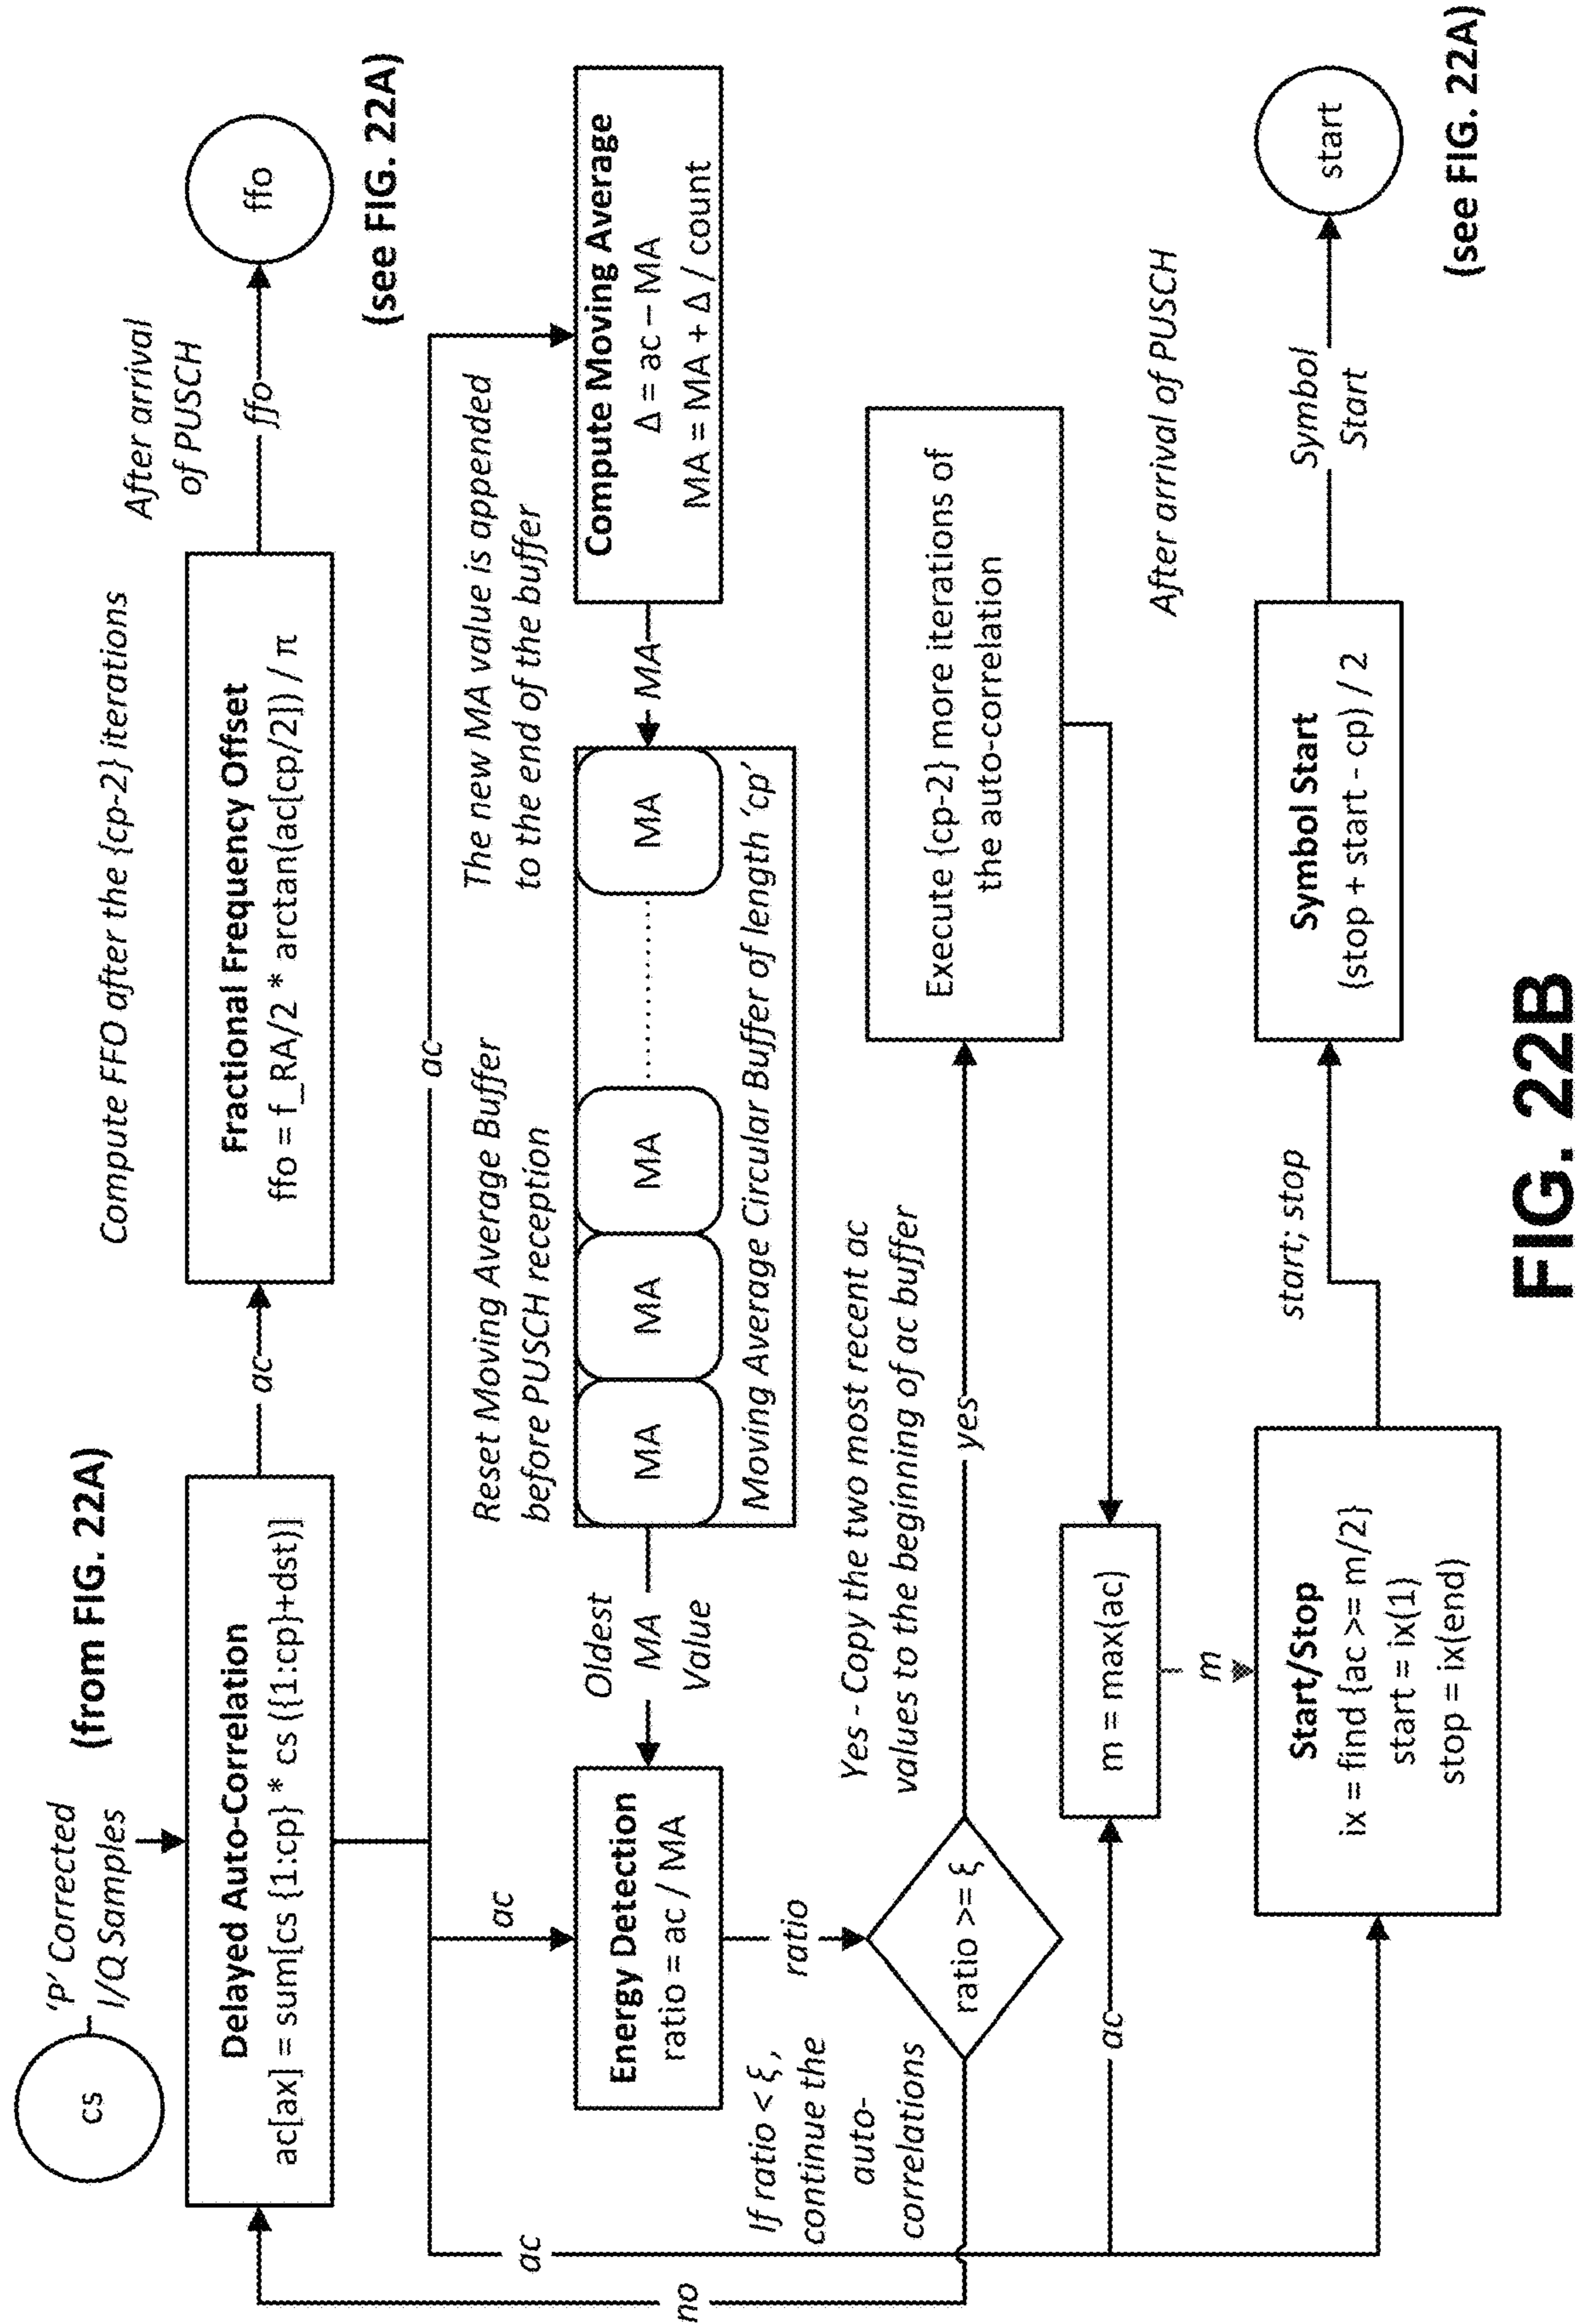 cs
'P' Corrected
I/Q Samples
(from FIG. 22A)
Delayed Auto-Correlation
ac[ax] = sum[cs {1:cp} * cs ({1:cp}+dst)]
ac
Compute FFO after the {cp-2} iterations
Fractional Frequency Offset
ffo = f_RA/2 * arctan(ac[cp/2]) / π
After arrival
of PUSCH
ffo
ffo
(see FIG. 22A)
ac
ac
Energy Detection
ratio = ac / MA
Oldest
MA
Value
Reset Moving Average Buffer
before PUSCH reception
MA
MA
MA
MA
Moving Average Circular Buffer of length 'cp'
The new MA value is appended
to the end of the buffer
MA
Compute Moving Average
Δ = ac – MA
MA = MA + Δ / count
ratio
If ratio < ξ,
continue the
auto-
correlations
no
ac
ratio >= ξ
Yes - Copy the two most recent ac
values to the beginning of ac buffer
yes
Execute {cp-2} more iterations of
the auto-correlation
ac
m = max(ac)
m
Start/Stop
ix = find {ac >= m/2}
start = ix(1)
stop = ix(end)
start; stop
Symbol Start
(stop + start - cp) / 2
After arrival of PUSCH
Symbol
Start
start
(see FIG. 22A)
FIG. 22B